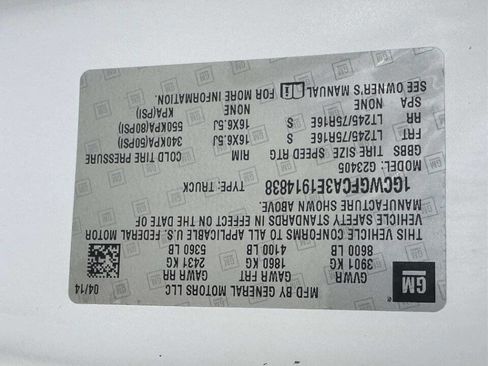 GM
MFD BY GENERAL MOTORS LLC 04/14
GVWR GAWR FRT GAWR RR
3901 KG 1860 KG 2431 KG
8600 LB 4100 LB 5360 LB
THIS VEHICLE CONFORMS TO ALL APPLICABLE U.S. FEDERAL MOTOR
VEHICLE SAFETY STANDARDS IN EFFECT ON THE DATE OF
MANUFACTURE SHOWN ABOVE.
1GCWGFCA3E1914838 TYPE: TRUCK
MODEL: G23405
TIRE SIZE SPEED RTG RIM COLD TIRE PRESSURE
FRT LT245/75R16E S 16X6.5J 340KPA(50PSI)
RR LT245/75R16E S 16X6.5J 550KPA(80PSI)
SPA NONE NONE KPA(PSI)
SEE OWNER'S MANUAL FOR MORE INFORMATION.